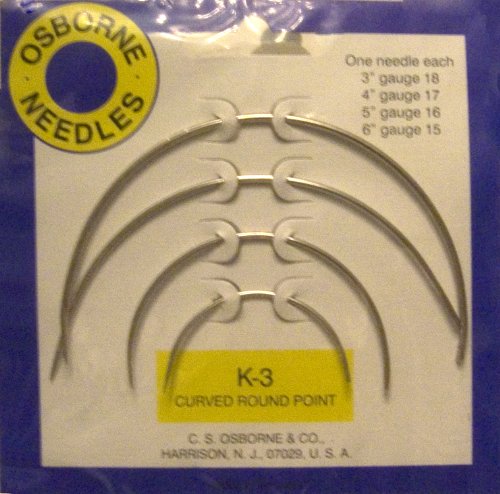 OSBORNE
NEEDLES
One needle each
3" gauge 18
4" gauge 17
5" gauge 16
6" gauge 15
K-3
CURVED ROUND POINT
C. S. OSBORNE & CO.,
HARRISON, N. J., 07029, U. S. A.